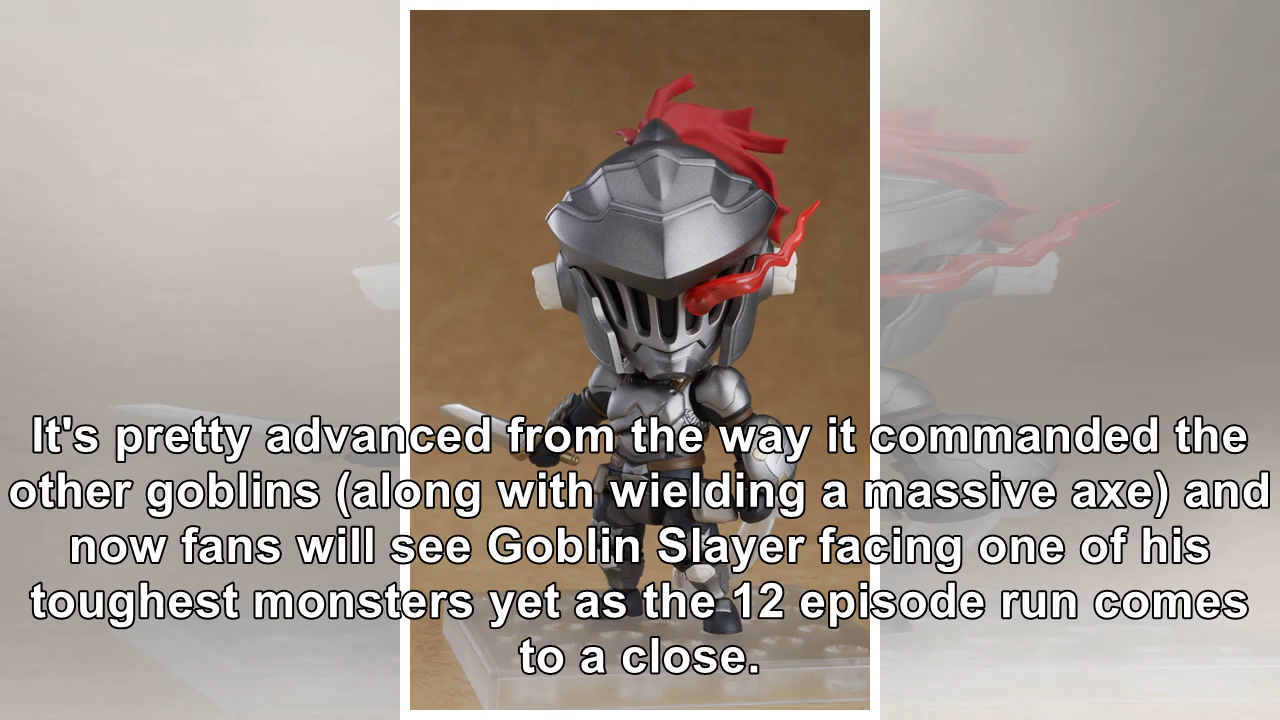 It's pretty advanced from the way it commanded the
other goblins (along with wielding a massive axe) and
now fans will see Goblin Slayer facing one of his
toughest monsters yet as the 12 episode run comes
to a close.